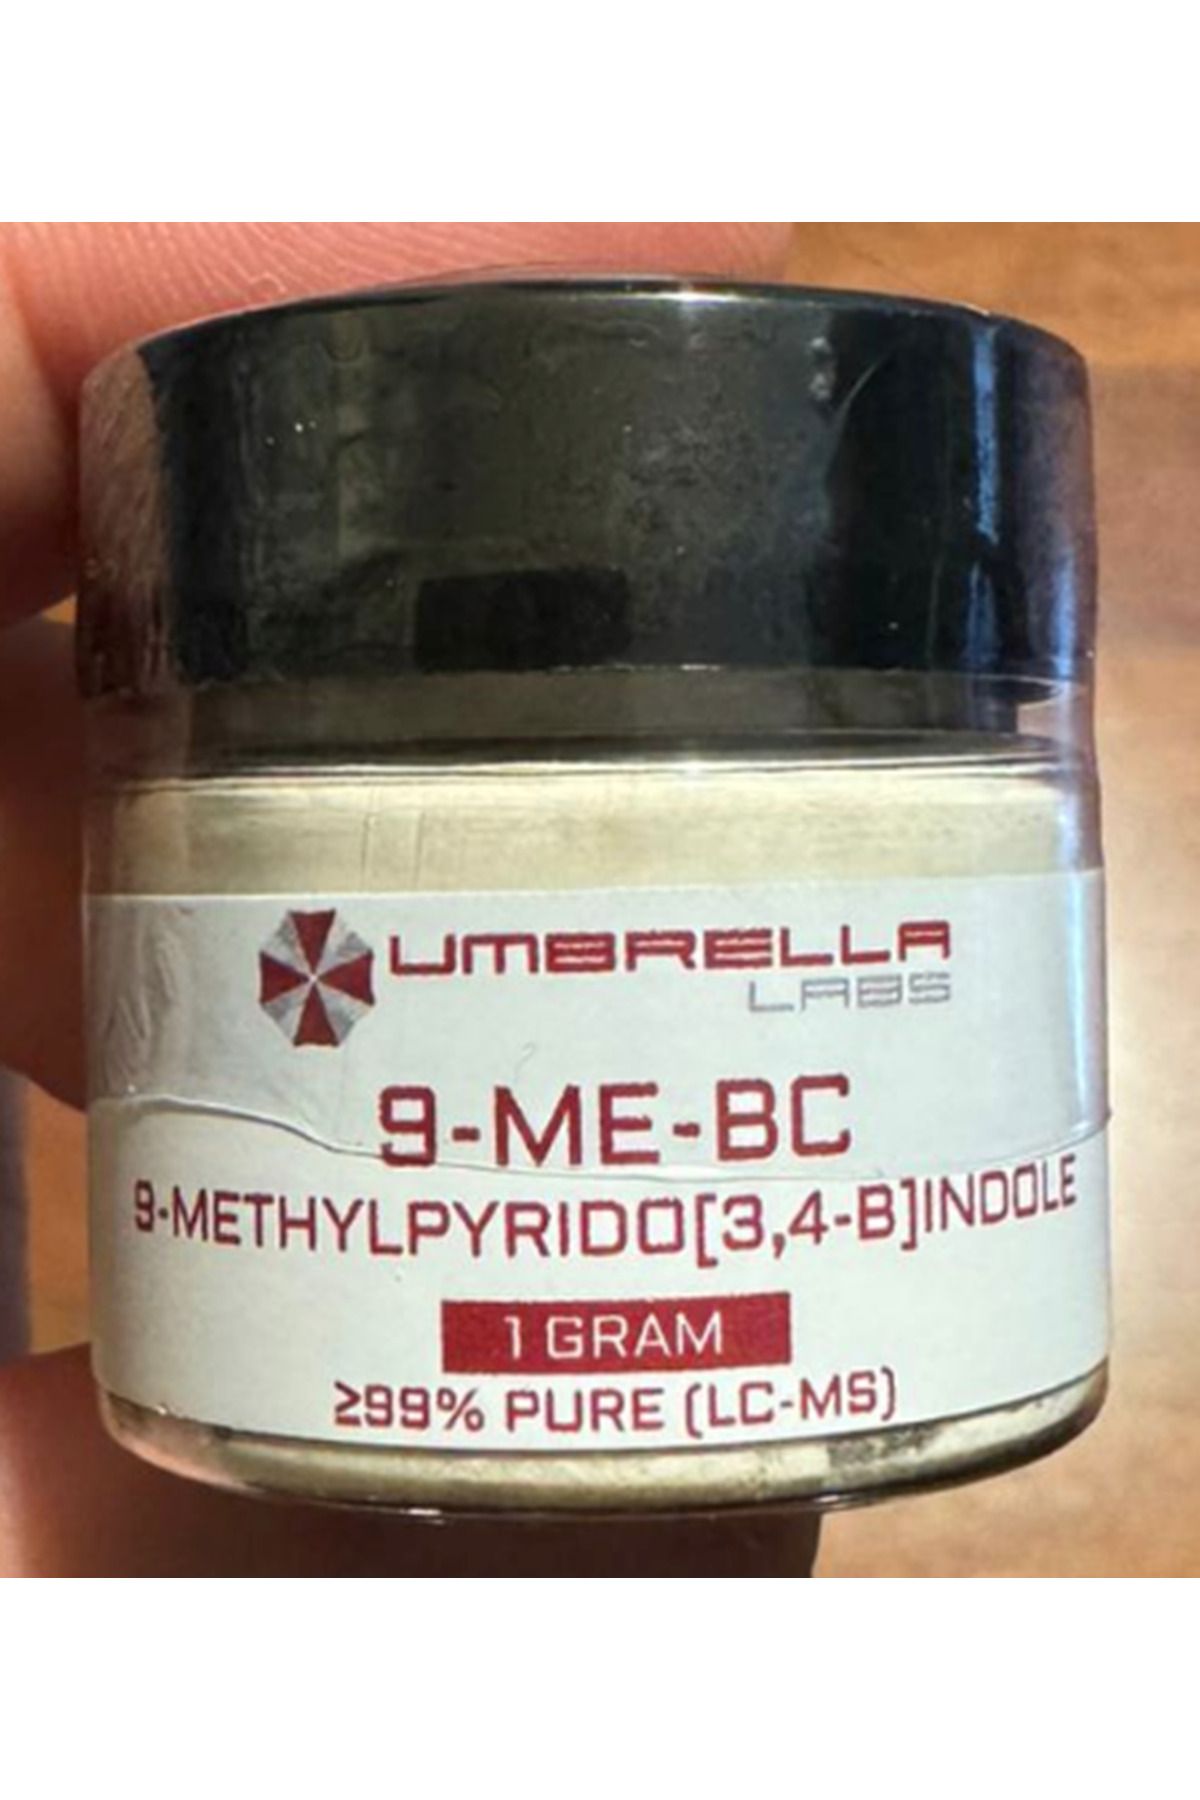 UMBRELLA
LABS
9-ME-BC
9-METHYLPYRIDO[3,4-B]INDOLE
1 GRAM
≥99% PURE (LC-MS)